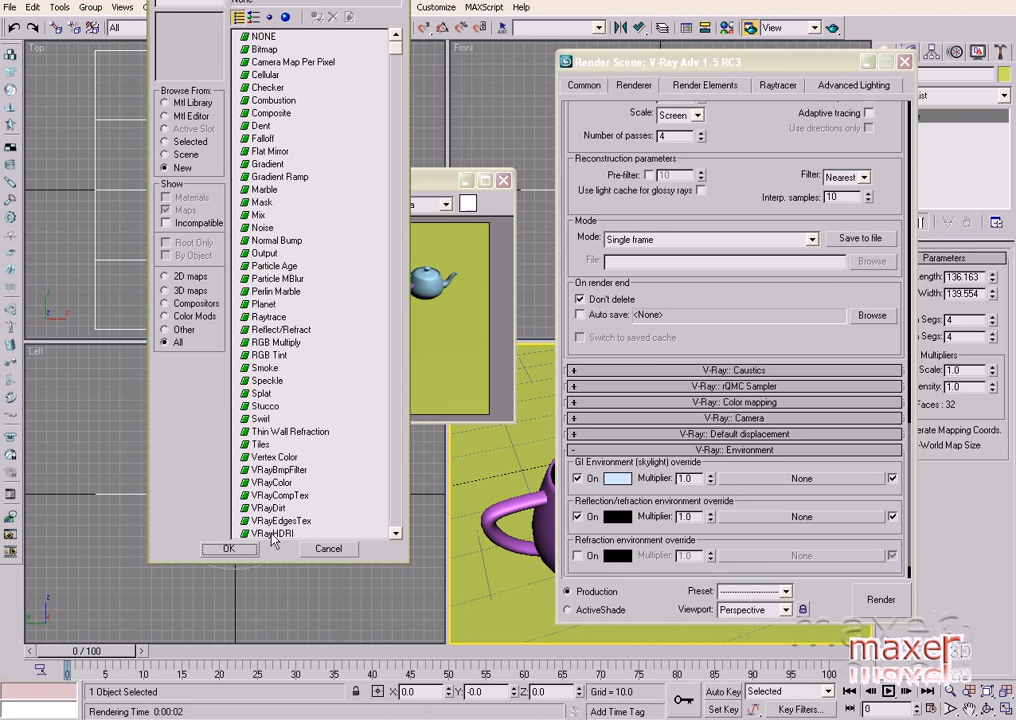 File Edit Tools Group Views
Customize MAXScript Help
All
View
Top
Front
Left
NONE
Bitmap
Camera Map Per Pixel
Cellular
Checker
Combustion
Composite
Dent
Falloff
Flat Mirror
Gradient
Gradient Ramp
Marble
Mask
Mix
Noise
Normal Bump
Output
Particle Age
Particle MBlur
Perlin Marble
Planet
Raytrace
Reflect/Refract
RGB Multiply
RGB Tint
Smoke
Speckle
Splat
Stucco
Swirl
Thin Wall Refraction
Tiles
Vertex Color
VRayBmpFilter
VRayColor
VRayCompTex
VRayDirt
VRayEdgesTex
VRayHDRI
Browse From:
Mtl Library
Mtl Editor
Active Slot
Selected
Scene
New
Show
Materials
Maps
Incompatible
Root Only
By Object
2D maps
3D maps
Compositors
Color Mods
Other
All
OK Cancel
Render Scene: V-Ray Adv 1.5 RC3
Common Renderer Render Elements Raytracer Advanced Lighting
Scale: Screen Adaptive tracing
Use directions only
Number of passes: 4
Reconstruction parameters
Pre-filter: 10 Filter: Nearest
Use light cache for glossy rays Interp. samples: 10
Mode
Mode: Single frame Save to file
File: Browse
On render end
Don't delete
Auto save: <None> Browse
Switch to saved cache
+ V-Ray:: Caustics
+ V-Ray:: rQMC Sampler
+ V-Ray:: Color mapping
+ V-Ray:: Camera
+ V-Ray:: Default displacement
- V-Ray:: Environment
GI Environment (skylight) override
On Multiplier: 1.0 None
Reflection/refraction environment override
On Multiplier: 1.0 None
Refraction environment override
On Multiplier: 1.0 None
Production Preset: 
ActiveShade Viewport: Perspective
Render
List
Parameters
Length: 136.163
Width: 139.554
Segs: 4
Segs: 4
Multipliers
Scale: 1.0
ensity: 1.0
Faces : 32
erate Mapping Coords.
-World Map Size
maxer
3D
0 / 100
0 5 10 15 20 25 30 35 40 45 50 55 60 65 70 75 80 85 90 95 100
1 Object Selected X: 0.0 Y: -0.0 Z: 0.0 Grid = 10.0 Auto Key Selected
Rendering Time 0:00:02 Add Time Tag Set Key Key Filters... 0